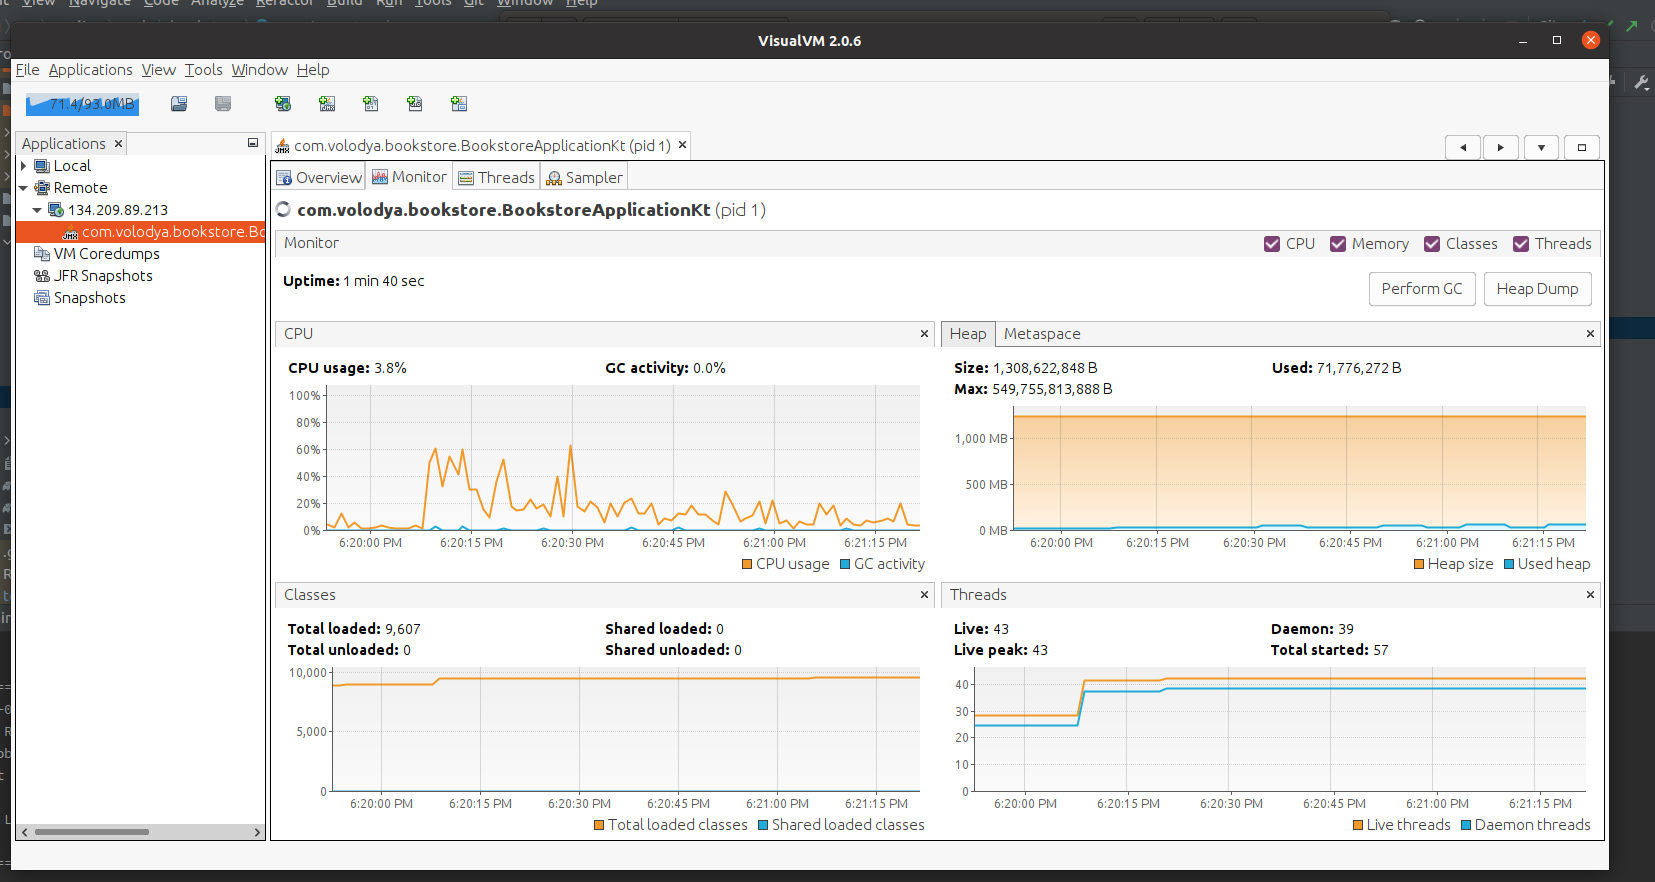 View Navigate Code Analyze Refactor Build Run Tools Git Window Help
VisualVM 2.0.6
File Applications View Tools Window Help
71.4/93.0MB
Applications
Local
Remote
134.209.89.213
com.volodya.bookstore.Bo
VM Coredumps
JFR Snapshots
Snapshots
com.volodya.bookstore.BookstoreApplicationKt (pid 1)
Overview Monitor Threads Sampler
com.volodya.bookstore.BookstoreApplicationKt (pid 1)
Monitor
CPU Memory Classes Threads
Uptime: 1 min 40 sec
Perform GC Heap Dump
CPU
CPU usage: 3.8% GC activity: 0.0%
100%
80%
60%
40%
20%
0%
6:20:00 PM 6:20:15 PM 6:20:30 PM 6:20:45 PM 6:21:00 PM 6:21:15 PM
CPU usage GC activity
Heap Metaspace
Size: 1,308,622,848 B Used: 71,776,272 B
Max: 549,755,813,888 B
1,000 MB
500 MB
0 MB
6:20:00 PM 6:20:15 PM 6:20:30 PM 6:20:45 PM 6:21:00 PM 6:21:15 PM
Heap size Used heap
Classes
Total loaded: 9,607 Shared loaded: 0
Total unloaded: 0 Shared unloaded: 0
10,000
5,000
0
6:20:00 PM 6:20:15 PM 6:20:30 PM 6:20:45 PM 6:21:00 PM 6:21:15 PM
Total loaded classes Shared loaded classes
Threads
Live: 43 Daemon: 39
Live peak: 43 Total started: 57
40
30
20
10
0
6:20:00 PM 6:20:15 PM 6:20:30 PM 6:20:45 PM 6:21:00 PM 6:21:15 PM
Live threads Daemon threads